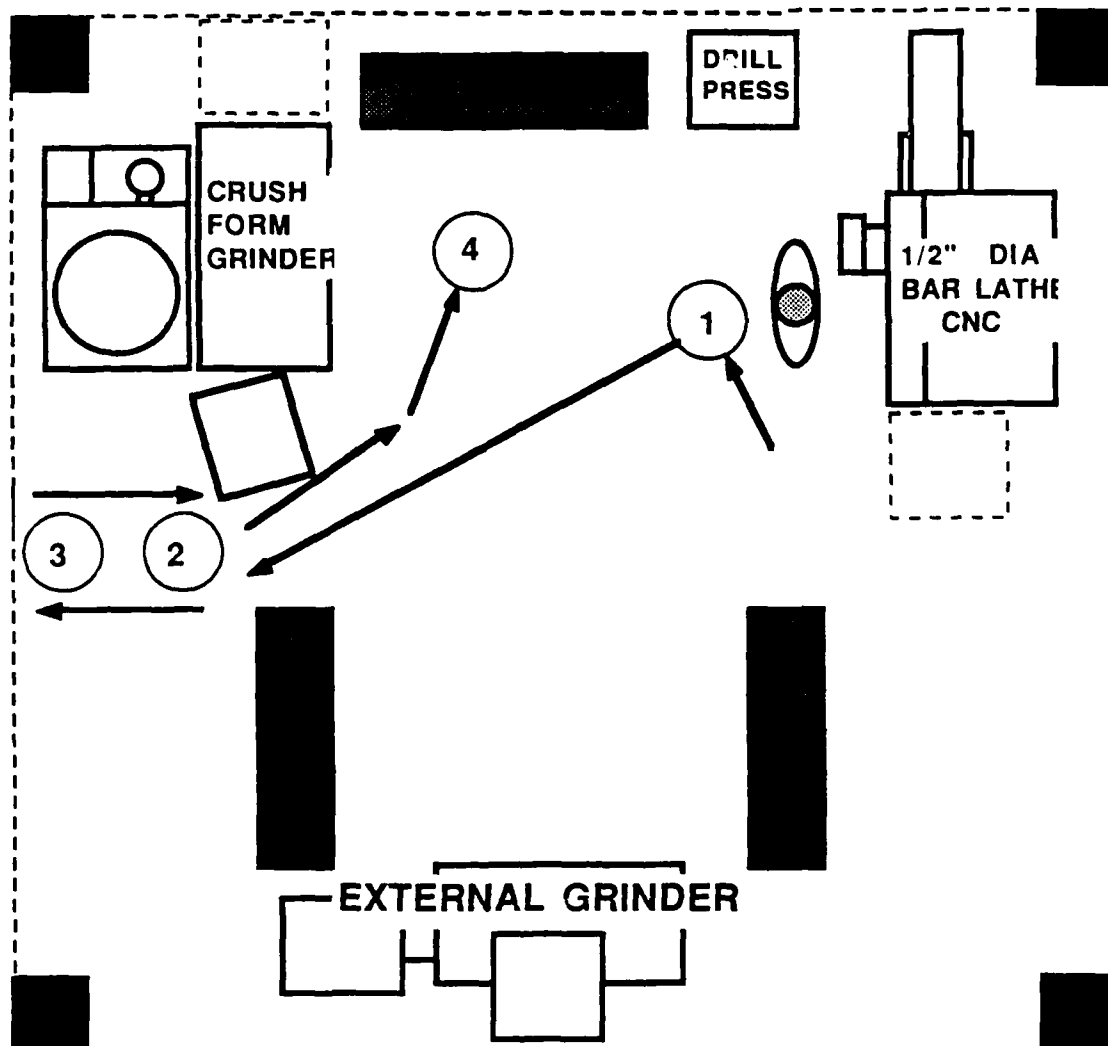 DRILL
PRESS
CRUSH
FORM
GRINDER
4
1/2" DIA
BAR LATHE
CNC
1
3
2
EXTERNAL GRINDER